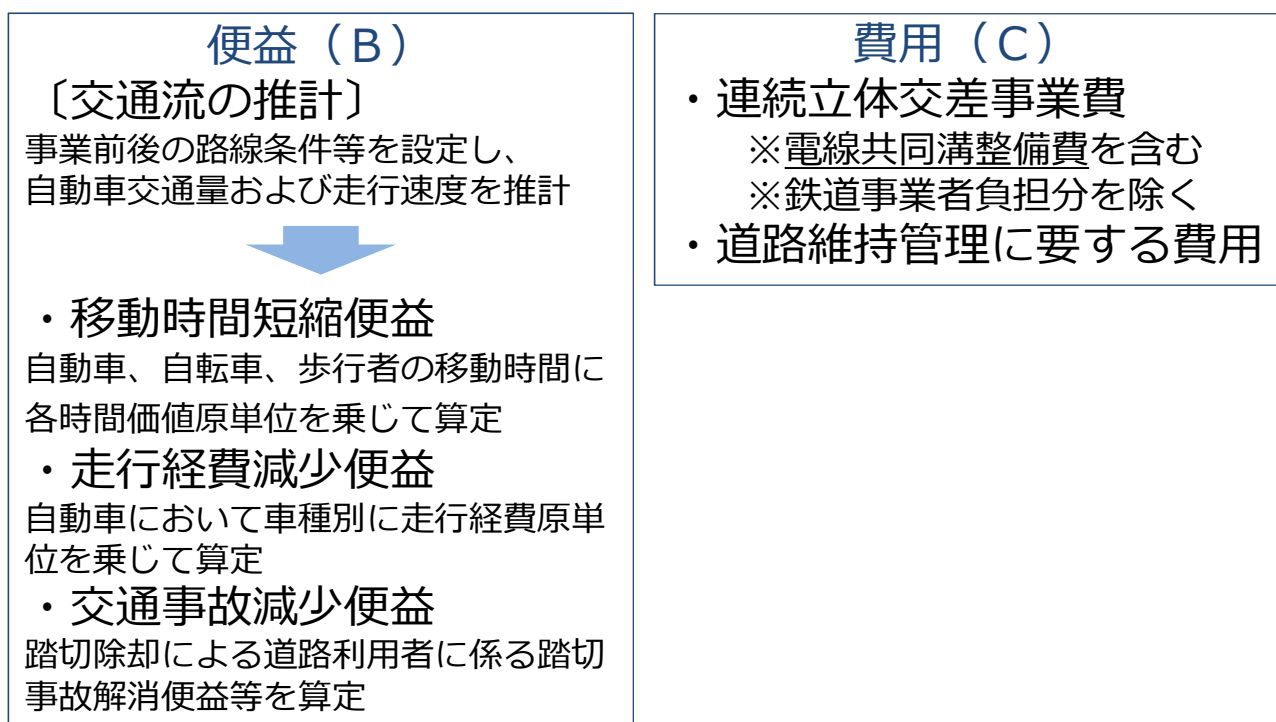 便益（B）
〔交通流の推計〕
事業前後の路線条件等を設定し、
自動車交通量および走行速度を推計
・移動時間短縮便益
自動車、自転車、歩行者の移動時間に
各時間価値原単位を乗じて算定
・走行経費減少便益
自動車において車種別に走行経費原単
位を乗じて算定
・交通事故減少便益
踏切除却による道路利用者に係る踏切
事故解消便益等を算定
費用（C）
・連続立体交差事業費
※電線共同溝整備費を含む
※鉄道事業者負担分を除く
・道路維持管理に要する費用